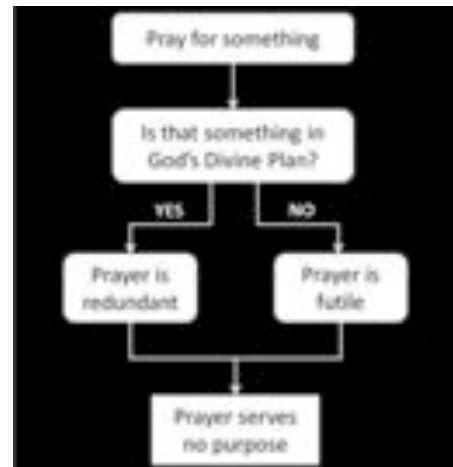 Pray for something
Is that something in
God's Divine Plan?
YES
NO
Prayer is
redundant
Prayer is
futile
Prayer serves
no purpose